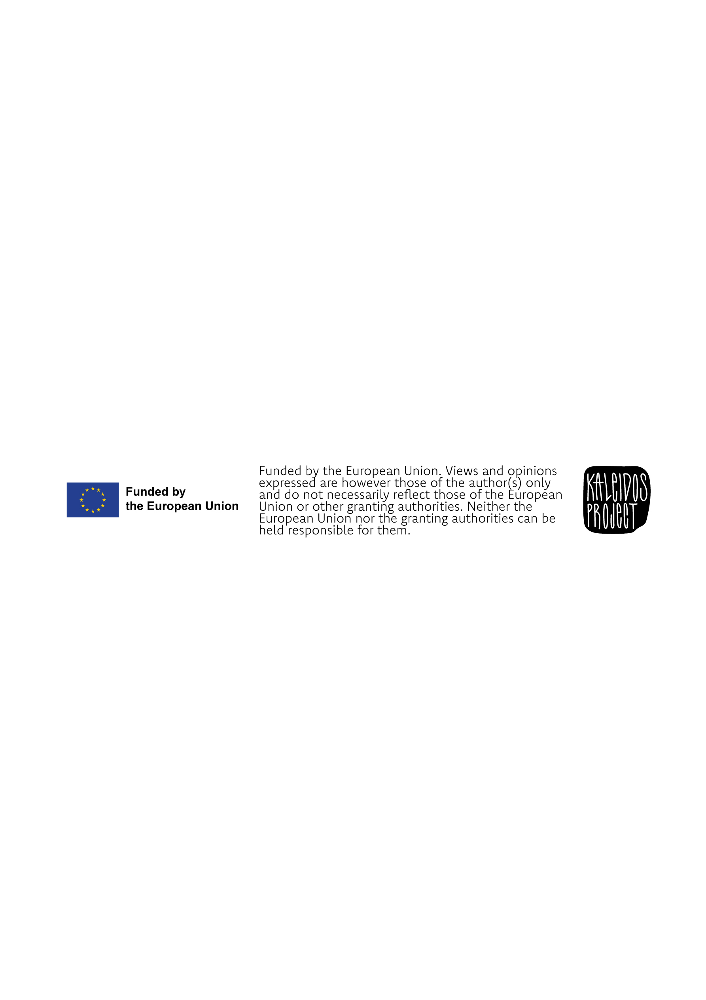 Funded by
the European Union
Funded by the European Union. Views and opinions
expressed are however those of the author(s) only
and do not necessarily reflect those of the European
Union or other granting authorities. Neither the
European Union nor the granting authorities can be
held responsible for them.
KALEIDOS
PROJECT